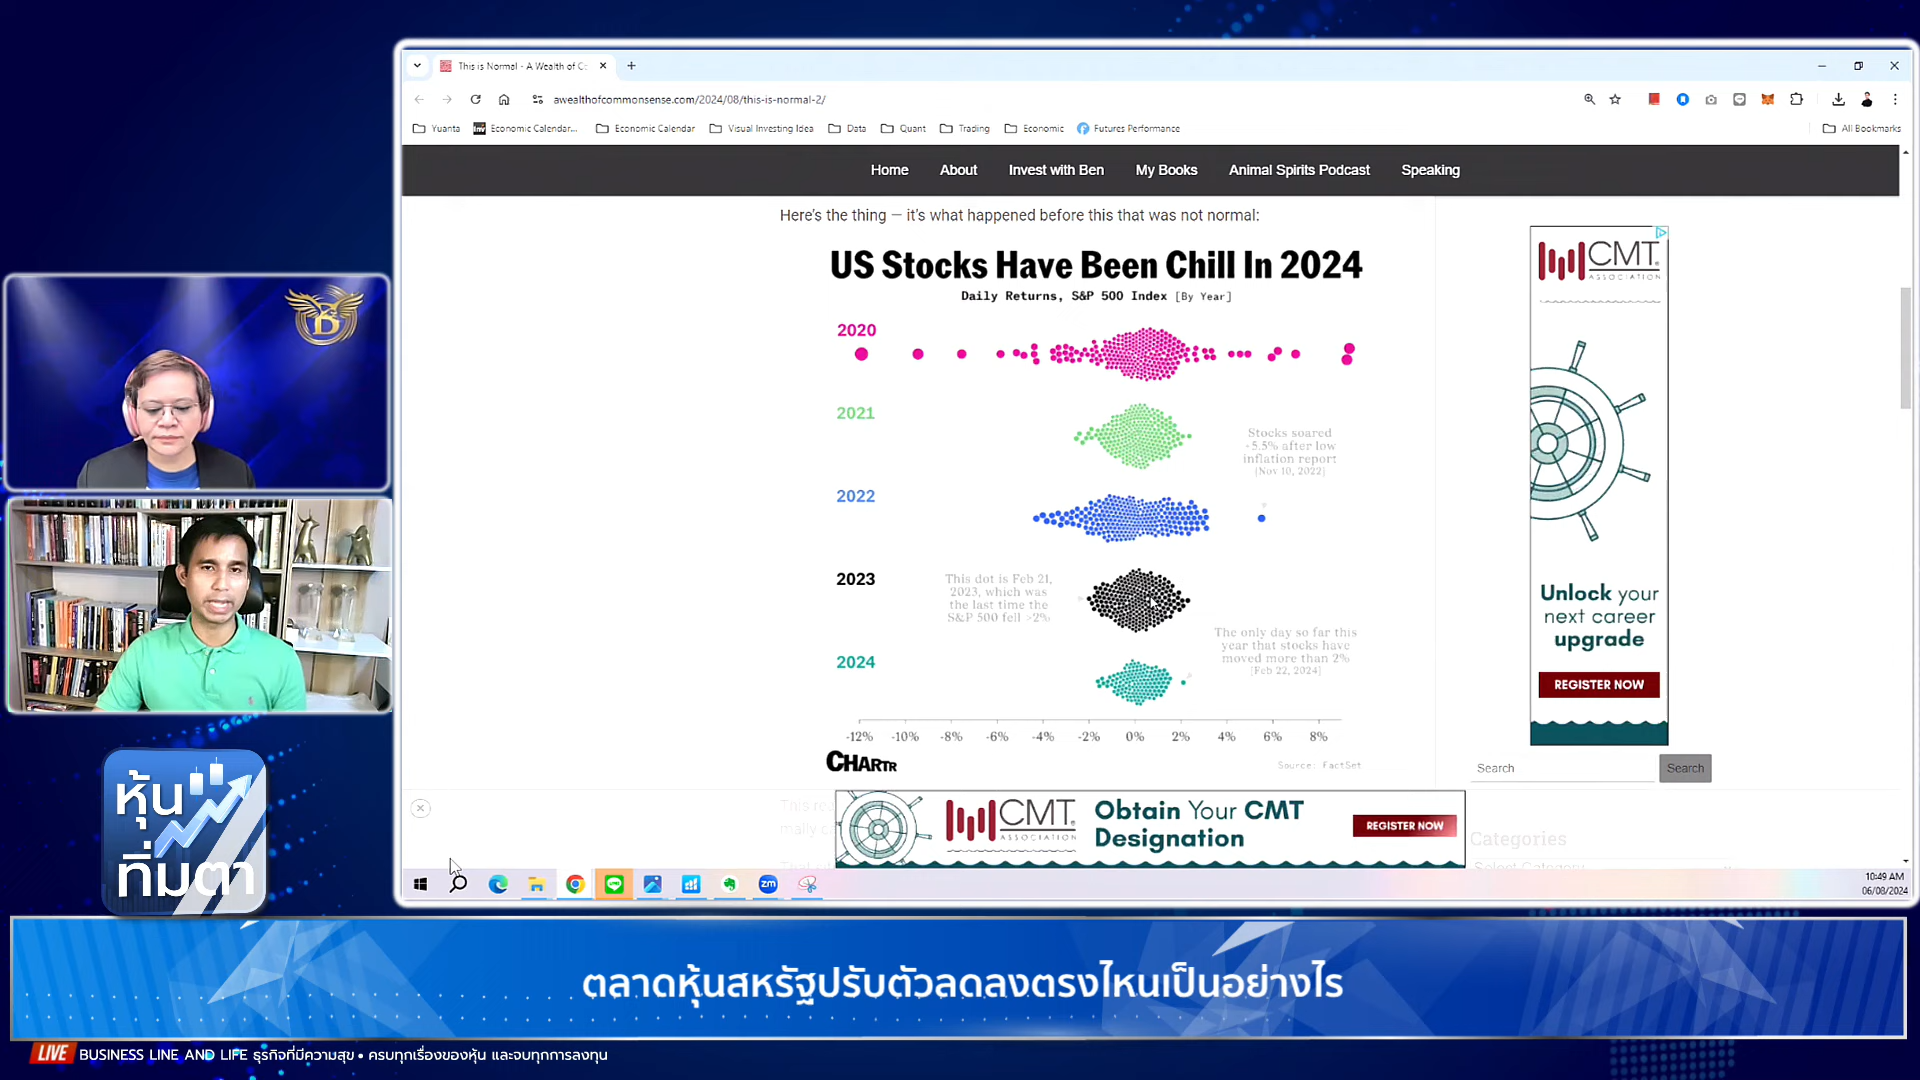 This is Normal - A Wealth of C
awealthofcommonsense.com/2024/08/this-is-normal-2/
Yuanta
Economic Calendar...
Economic Calendar
Visual Investing Idea
Data
Quant
Trading
Economic
Futures Performance
All Bookmarks
Home
About
Invest with Ben
My Books
Animal Spirits Podcast
Speaking
Here's the thing — it's what happened before this that was not normal:
US Stocks Have Been Chill In 2024
Daily Returns, S&P 500 Index [By Year]
2020
2021
Stocks soared
~5.5% after low
inflation report
[Nov 10, 2022]
2022
2023
This dot is Feb 21,
2023, which was
the last time the
S&P 500 fell >2%
The only day so far this
year that stocks have
moved more than 2%
[Feb 22, 2024]
2024
-12%
-10%
-8%
-6%
-4%
-2%
0%
2%
4%
6%
8%
CHARTR
Source: FactSet
CMT
ASSOCIATION
Unlock your
next career
upgrade
REGISTER NOW
Search
Search
Categories
Select Category
CMT
ASSOCIATION
Obtain Your CMT
Designation
REGISTER NOW
zm
10:49 AM
06/08/2024
B
หุ้น
ทิ่มตา
ตลาดหุ้นสหรัฐปรับตัวลดลงตรงไหนเป็นอย่างไร
LIVE BUSINESS LINE AND LIFE ธุรกิจที่มีความสุข • ครบทุกเรื่องของหุ้น และจบทุกการลงทุน